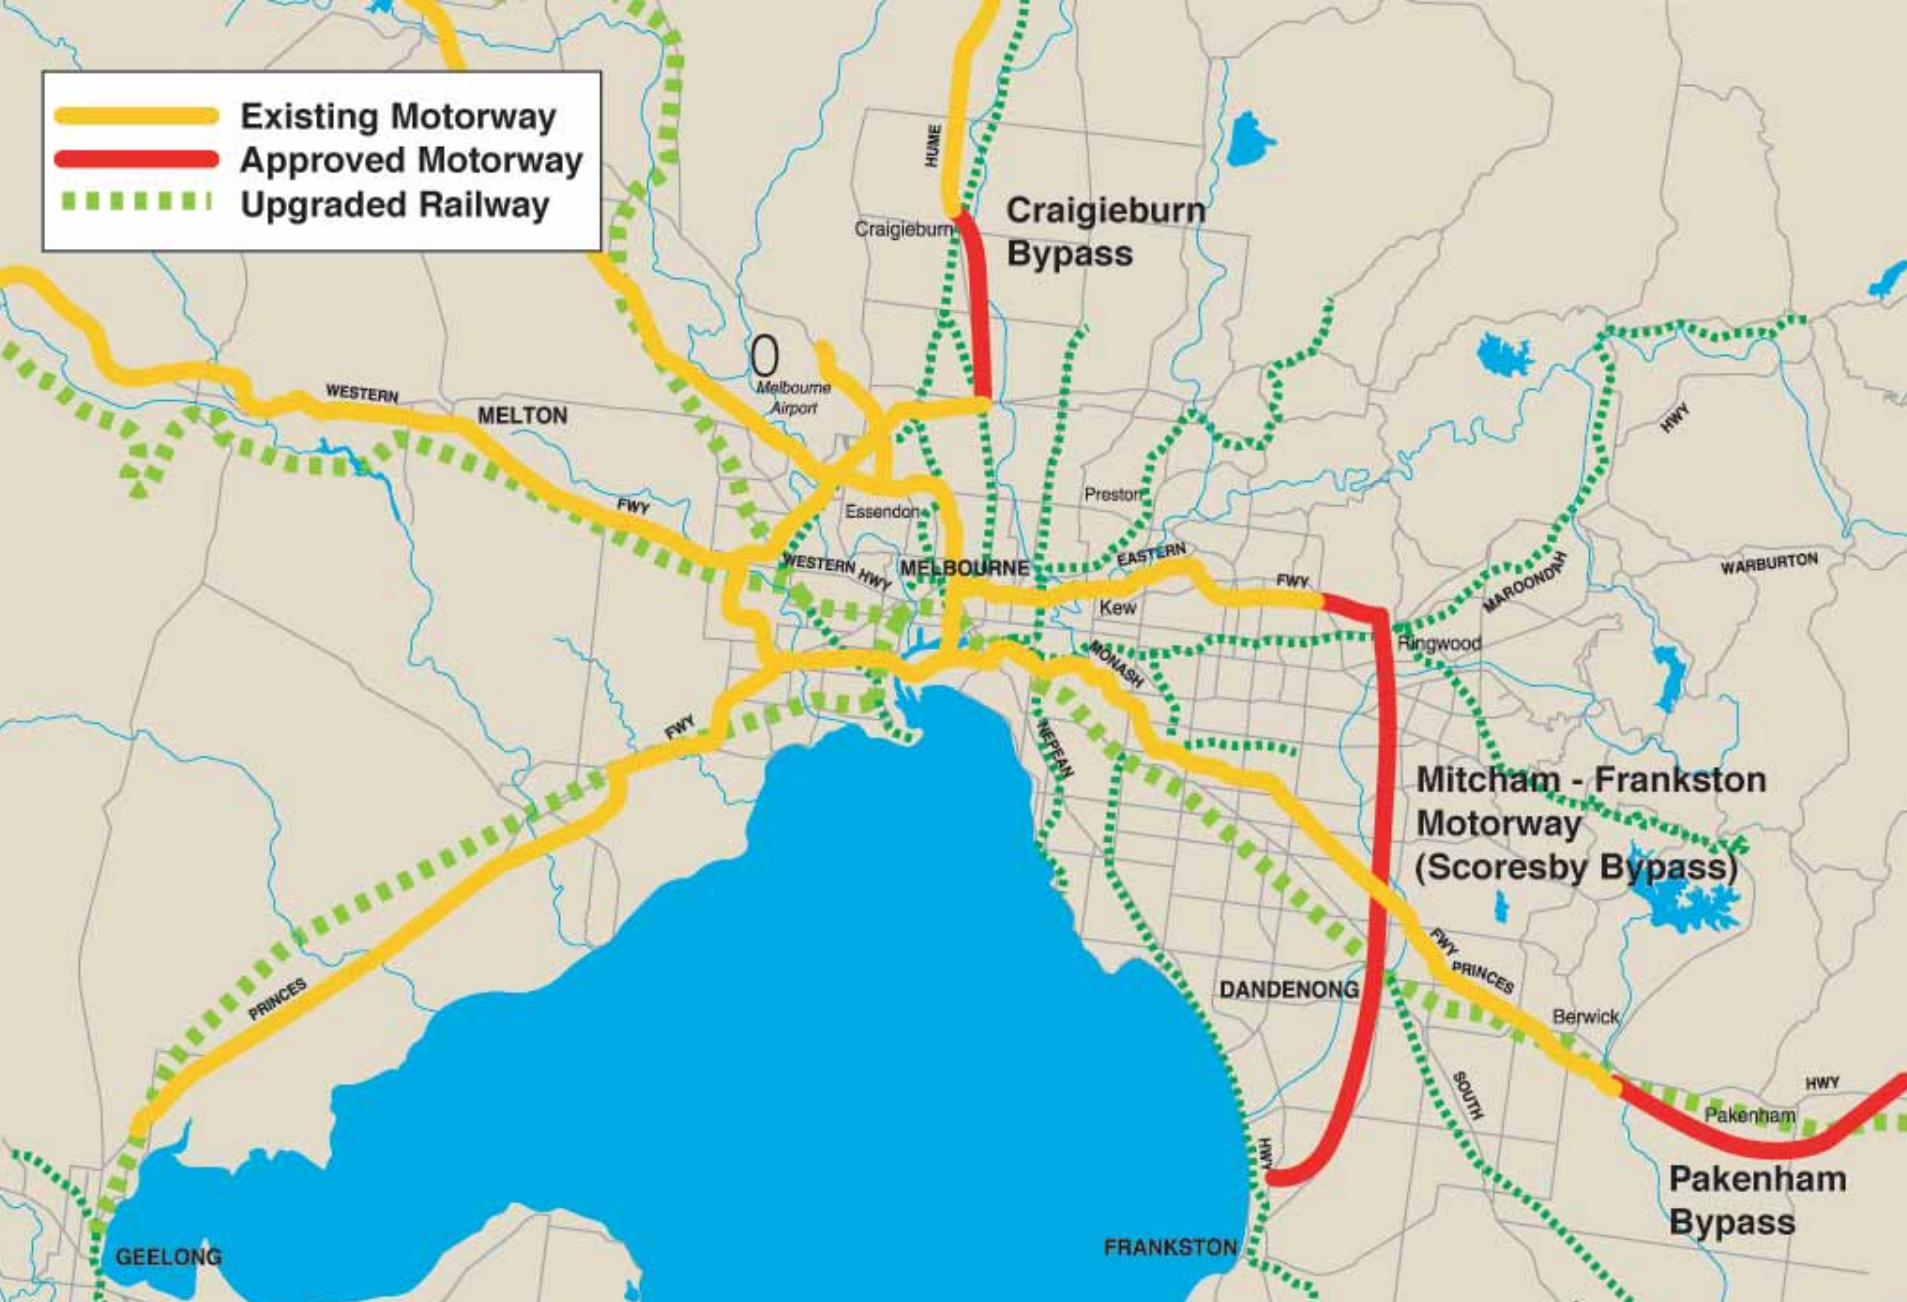 Existing Motorway
Approved Motorway
Upgraded Railway
HUME
Craigieburn
Craigieburn
Bypass
0
Melbourne
Airport
WESTERN
MELTON
HWY
FWY
Essendon
Preston
WESTERN HWY
MELBOURNE
EASTERN
FWY
Kew
MAROONDAH
WARBURTON
Ringwood
MONASH
FWY
NEPEAN
Mitcham - Frankston
Motorway
(Scoresby Bypass)
PRINCES
DANDENONG
FWY
PRINCES
Berwick
SOUTH
HWY
Pakenham
HWY
Pakenham
Bypass
GEELONG
FRANKSTON